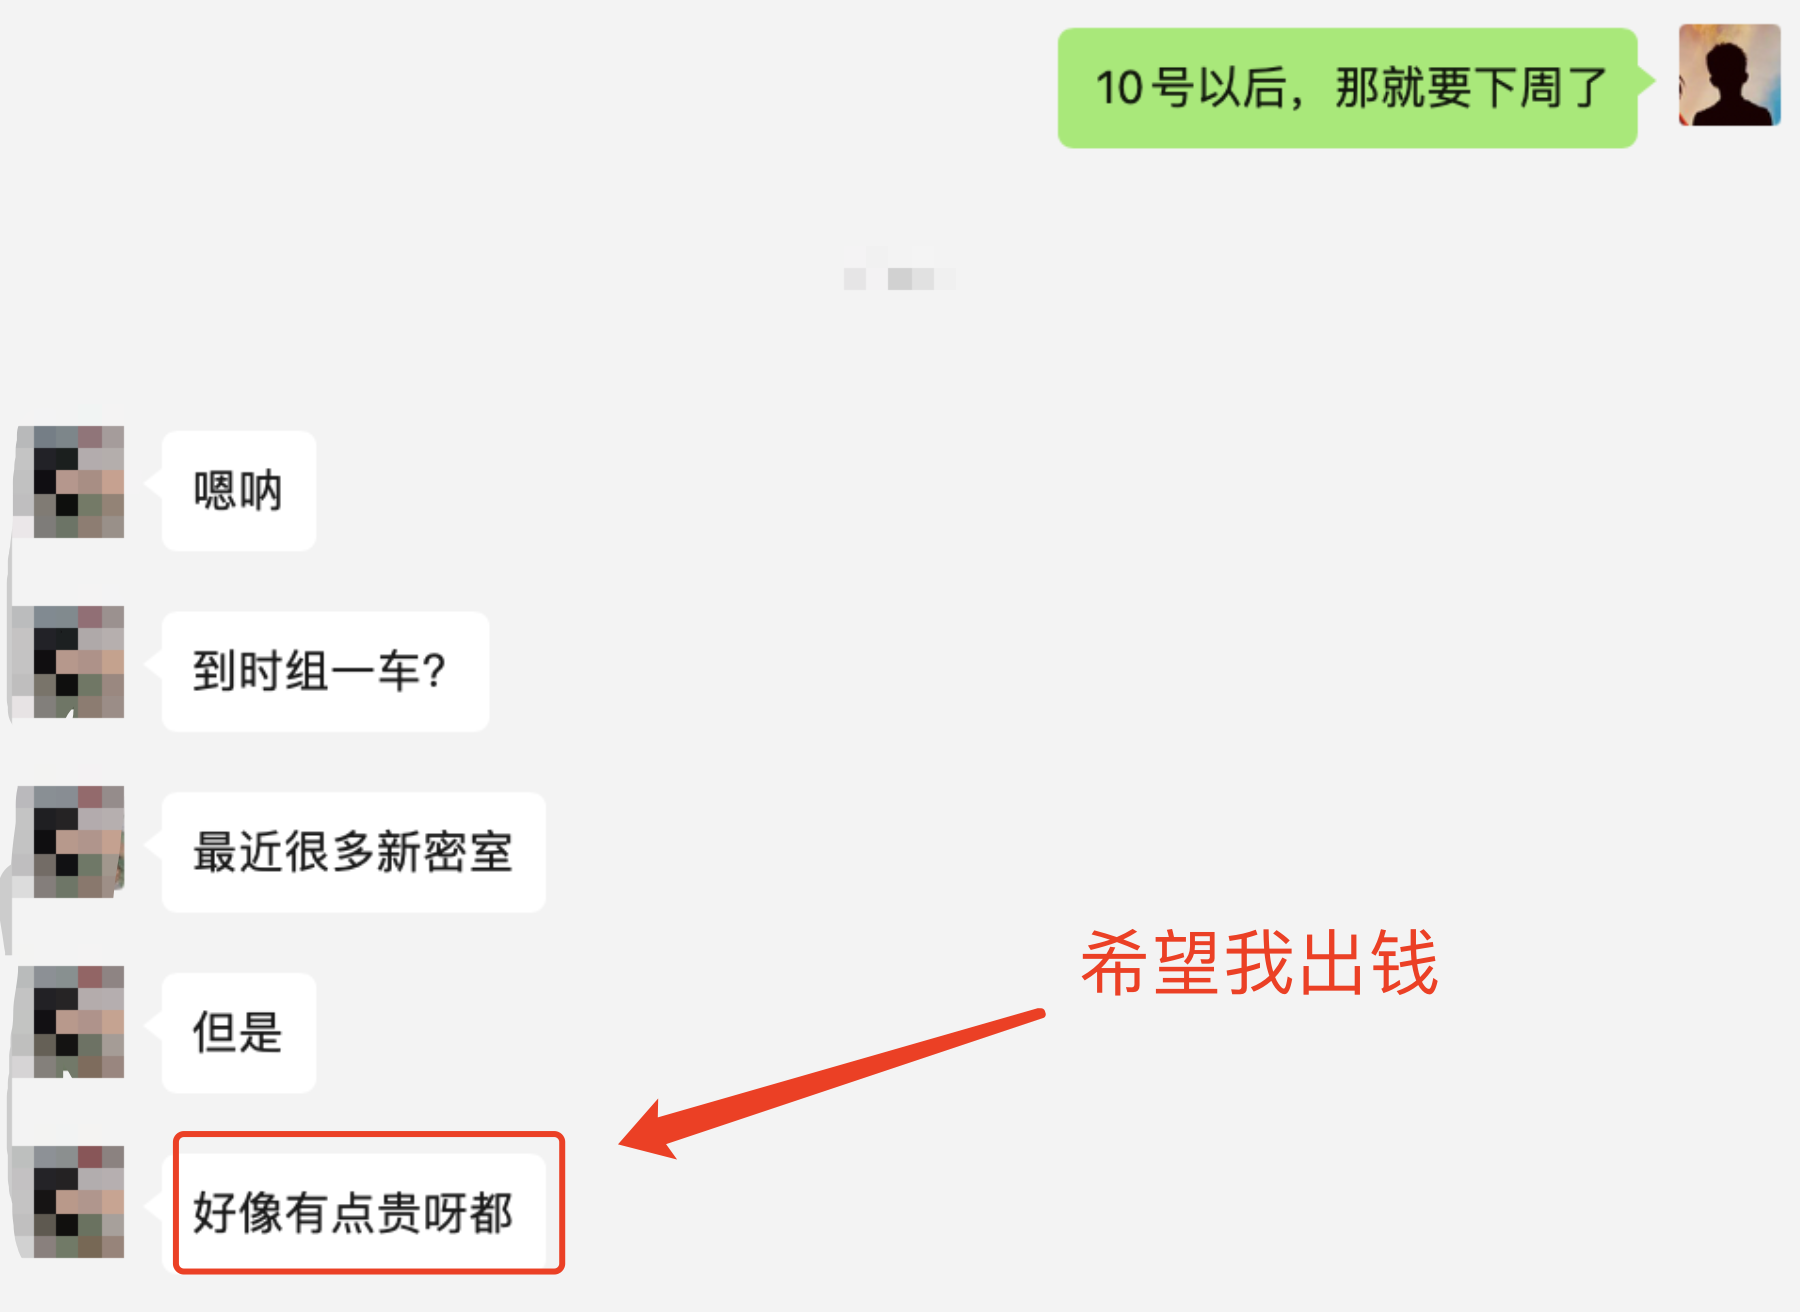 10号以后，那就要下周了
嗯呐
到时组一车？
最近很多新密室
但是
希望我出钱
好像有点贵呀都